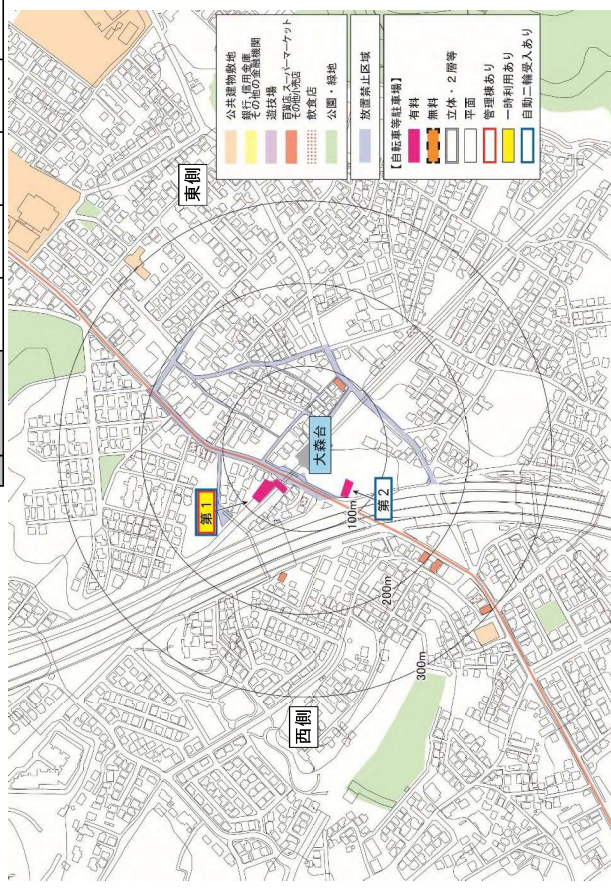 公共建物敷地
銀行、信用金庫
その他の金融機関
遊技場
百貨店、スーパーマーケット
その他小売店
飲食店
公園・緑地
放置禁止区域
【自転車等駐車場】
有料
無料
立体・2層等
平面
管理棟あり
一時利用あり
自動二輪受入あり
東側
西側
大森台
第1
第2
100m
200m
300m